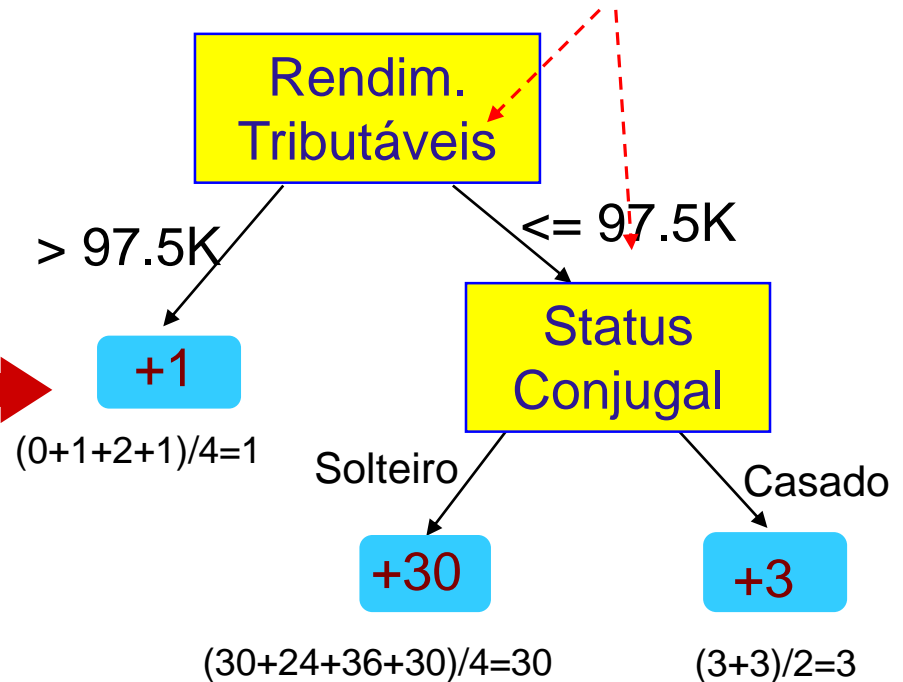 Rendim.
Tributáveis
> 97.5K
<= 97.5K
Status
Conjugal
+1
(0+1+2+1)/4=1
Solteiro
Casado
+30
+3
(30+24+36+30)/4=30
(3+3)/2=3